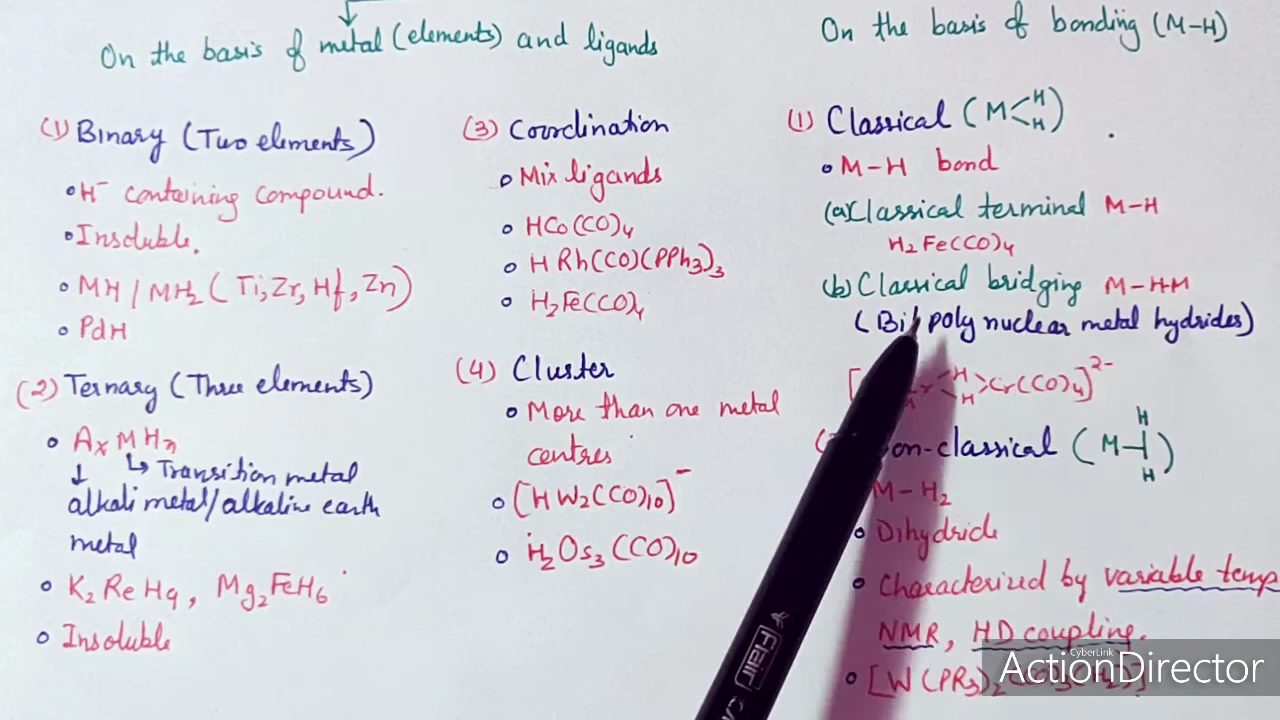 On the basis of metal (elements) and ligands
(1) Binary (Two elements)
H⁻ containing compound.
Insoluble.
MH / MH₂ ( Ti, Zr, Hf, Zn)
PdH
(2) Ternary (Three elements)
AₓMHₙ
Transition metal
alkali metal/alkaline earth
metal
K₂ReH₉, Mg₂FeH₆
Insoluble
(3) Coordination
Mix ligands
HCo(CO)₄
HRh(CO)(PPh₃)₃
H₂Fe(CO)₄
(4) Cluster
More than one metal
centres
[HW₂(CO)₁₀]⁻
H₂Os₃(CO)₁₀
On the basis of bonding (M-H)
(1) Classical (M H H)
M-H bond
(a) Classical terminal M-H
H₂Fe(CO)₄
(b) Classical bridging M-HM
(Bi/poly nuclear metal hydrides)
H H Cr(CO)₄]²⁻
on-classical (M H H)
M-H₂
Dihydride
Characterized by variable temp
NMR, HD coupling.
[W(PR₃)₂
Flair
CyberLink
ActionDirector